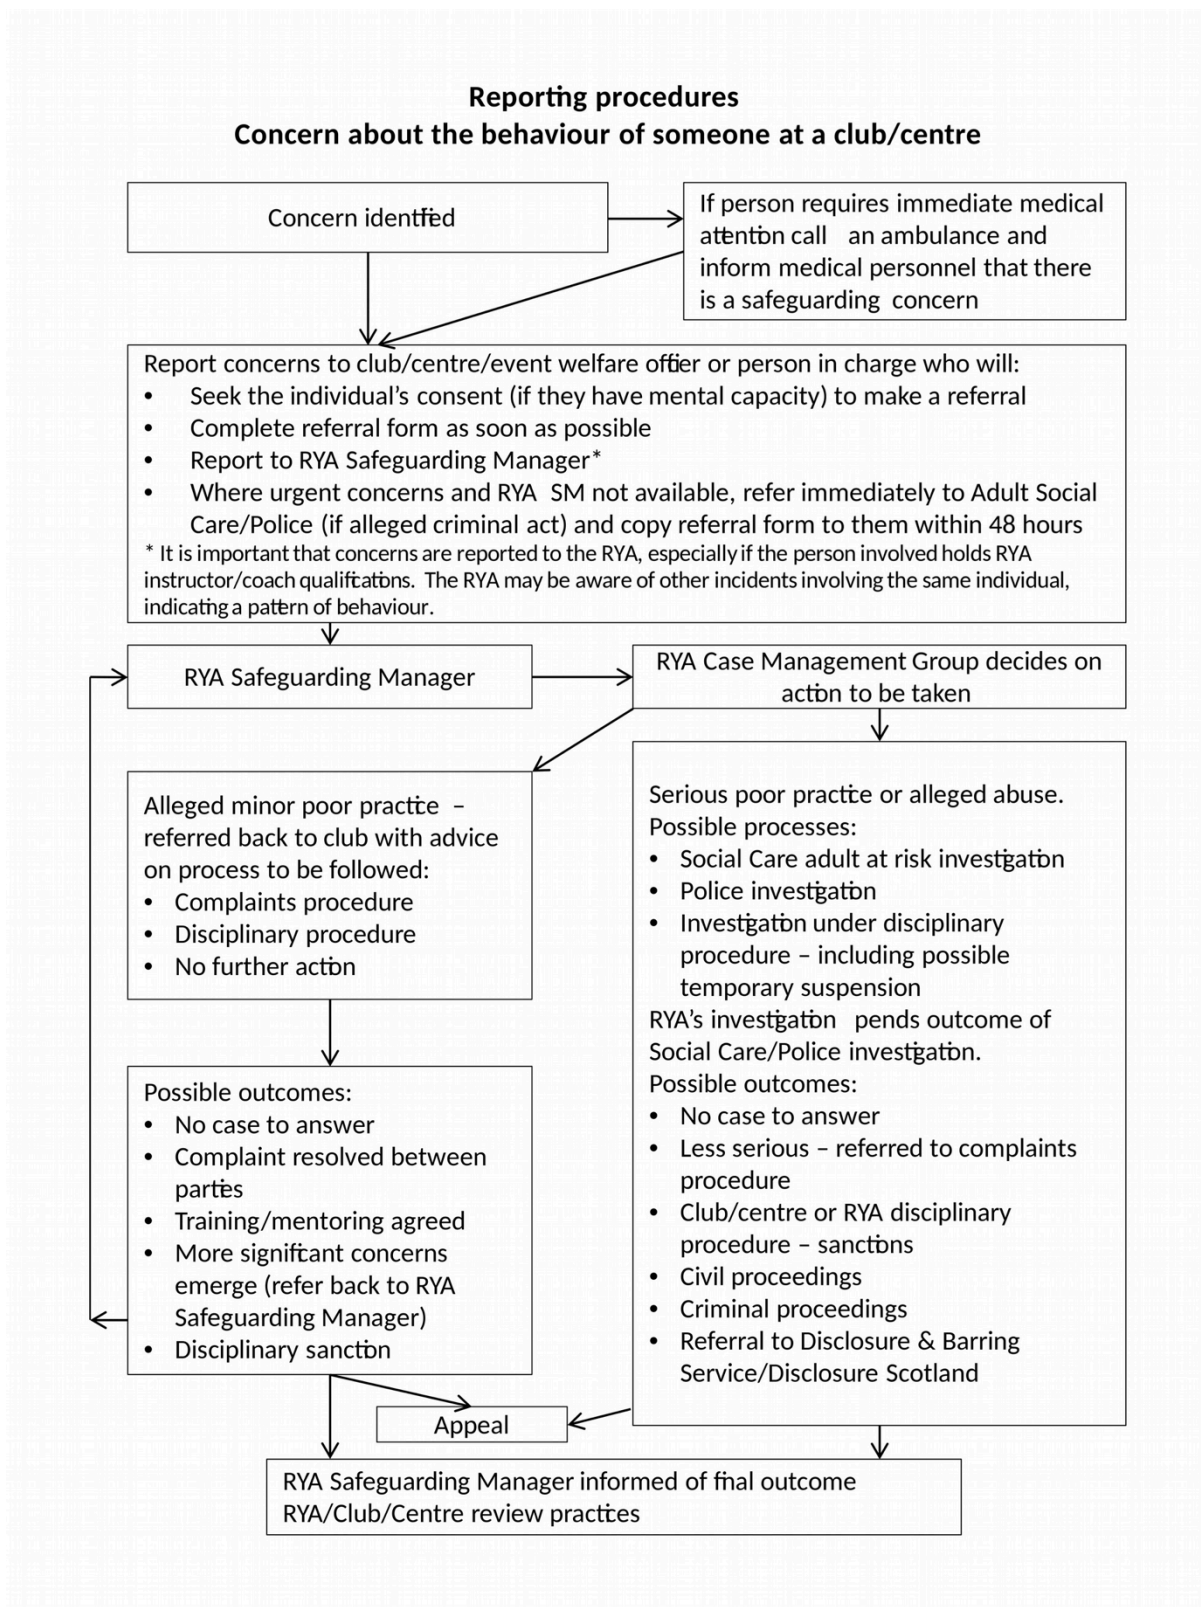 Reporting procedures
Concern about the behaviour of someone at a club/centre
Concern identified
If person requires immediate medical
attention call an ambulance and
inform medical personnel that there
is a safeguarding concern
Report concerns to club/centre/event welfare officer or person in charge who will:
• Seek the individual’s consent (if they have mental capacity) to make a referral
• Complete referral form as soon as possible
• Report to RYA Safeguarding Manager*
• Where urgent concerns and RYA SM not available, refer immediately to Adult Social
Care/Police (if alleged criminal act) and copy referral form to them within 48 hours
* It is important that concerns are reported to the RYA, especially if the person involved holds RYA
instructor/coach qualifications. The RYA may be aware of other incidents involving the same individual,
indicating a pattern of behaviour.
RYA Safeguarding Manager
RYA Case Management Group decides on
action to be taken
Alleged minor poor practice –
referred back to club with advice
on process to be followed:
• Complaints procedure
• Disciplinary procedure
• No further action
Serious poor practice or alleged abuse.
Possible processes:
• Social Care adult at risk investigation
• Police investigation
• Investigation under disciplinary
procedure – including possible
temporary suspension
RYA’s investigation pends outcome of
Social Care/Police investigation.
Possible outcomes:
• No case to answer
• Less serious – referred to complaints
procedure
• Club/centre or RYA disciplinary
procedure – sanctions
• Civil proceedings
• Criminal proceedings
• Referral to Disclosure & Barring
Service/Disclosure Scotland
Possible outcomes:
• No case to answer
• Complaint resolved between
parties
• Training/mentoring agreed
• More significant concerns
emerge (refer back to RYA
Safeguarding Manager)
• Disciplinary sanction
Appeal
RYA Safeguarding Manager informed of final outcome
RYA/Club/Centre review practices